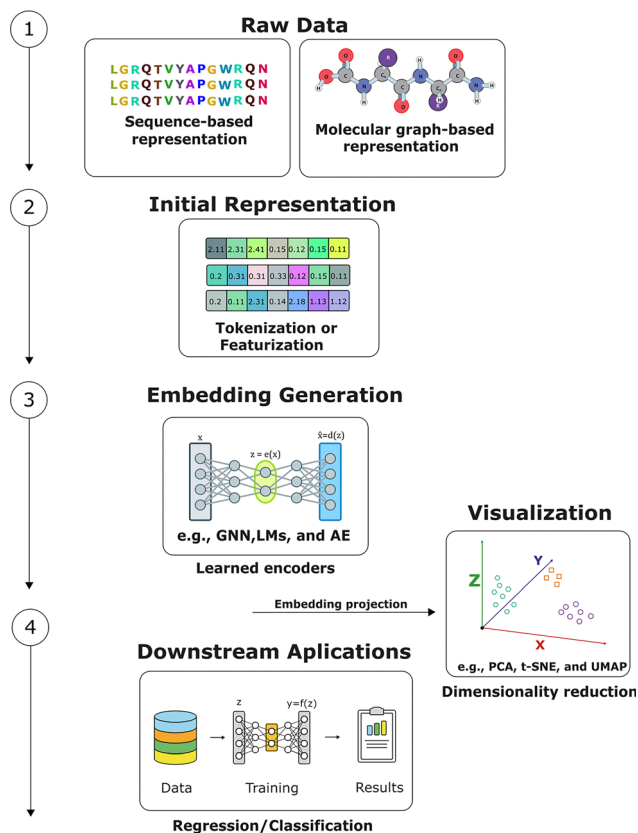 1
Raw Data
LGRQTVYAPGWRQN
LGRQTVYAPGWRQN
LGRQTVYAPGWRQN
Sequence-based
representation
O R H O
O C C N C C N H
H N C C
H O H R H
Molecular graph-based
representation
2
Initial Representation
2.11 2.31 2.41 0.15 0.12 0.15 0.11
0.2 0.31 0.31 0.33 0.12 0.15 0.11
0.2 0.11 2.31 0.14 2.18 1.13 1.12
Tokenization or
Featurization
3
Embedding Generation
x z = e(x) x̂=d(z)
e.g., GNN,LMs, and AE
Learned encoders
Visualization
Z Y X
e.g., PCA, t-SNE, and UMAP
Dimensionality reduction
Embedding projection
4
Downstream Aplications
z y=f(z)
Data Training Results
Regression/Classification